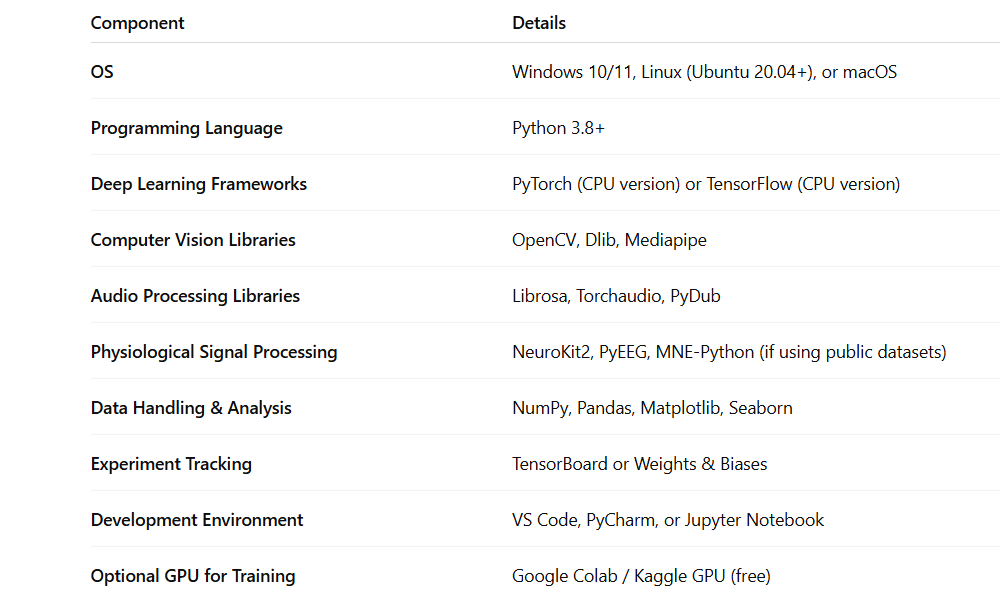 Component Details
OS Windows 10/11, Linux (Ubuntu 20.04+), or macOS
Programming Language Python 3.8+
Deep Learning Frameworks PyTorch (CPU version) or TensorFlow (CPU version)
Computer Vision Libraries OpenCV, Dlib, Mediapipe
Audio Processing Libraries Librosa, Torchaudio, PyDub
Physiological Signal Processing NeuroKit2, PyEEG, MNE-Python (if using public datasets)
Data Handling & Analysis NumPy, Pandas, Matplotlib, Seaborn
Experiment Tracking TensorBoard or Weights & Biases
Development Environment VS Code, PyCharm, or Jupyter Notebook
Optional GPU for Training Google Colab / Kaggle GPU (free)